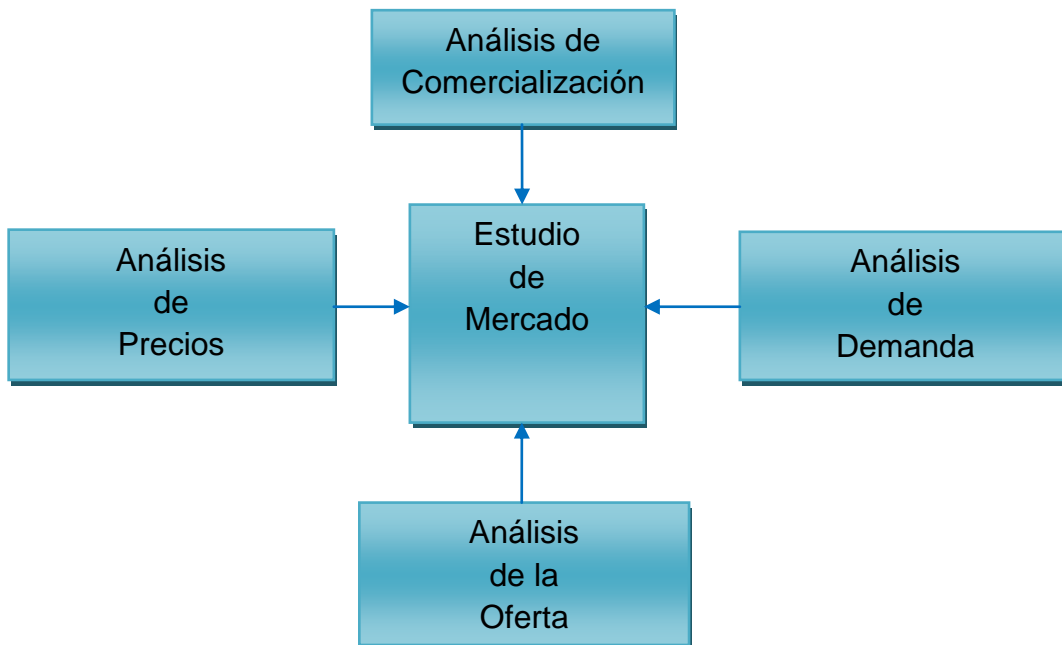 Análisis de
Comercialización
Estudio
de
Mercado
Análisis
de
Precios
Análisis
de
Demanda
Análisis
de la
Oferta